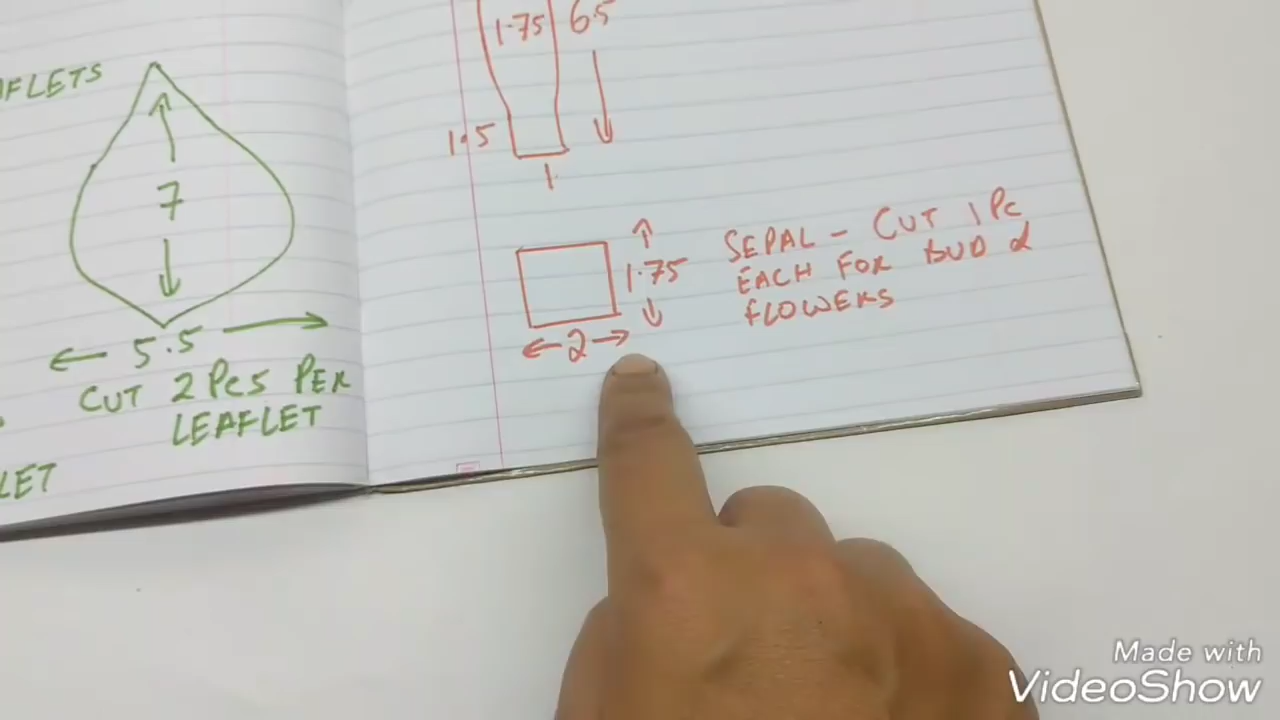 AFLETS
7
5.5
CUT 2 PCS PER
LEAFLET
LET
1.75
6.5
1.5
1.
1.75
2
SEPAL - CUT 1 PC
EACH FOR BUD &
FLOWERS
Made with
VideoShow